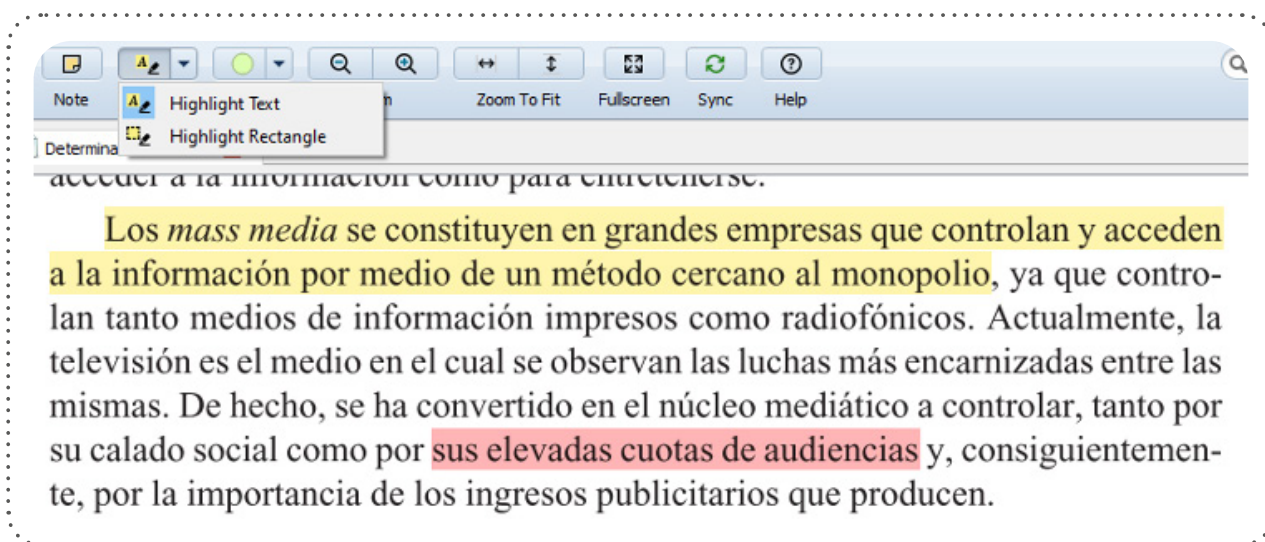 Note
Zoom To Fit
Fullscreen
Sync
Help
Highlight Text
Highlight Rectangle
acceder a la información como para entretenerse.
Los mass media se constituyen en grandes empresas que controlan y acceden
a la información por medio de un método cercano al monopolio, ya que contro-
lan tanto medios de información impresos como radiofónicos. Actualmente, la
televisión es el medio en el cual se observan las luchas más encarnizadas entre las
mismas. De hecho, se ha convertido en el núcleo mediático a controlar, tanto por
su calado social como por sus elevadas cuotas de audiencias y, consiguientemen-
te, por la importancia de los ingresos publicitarios que producen.